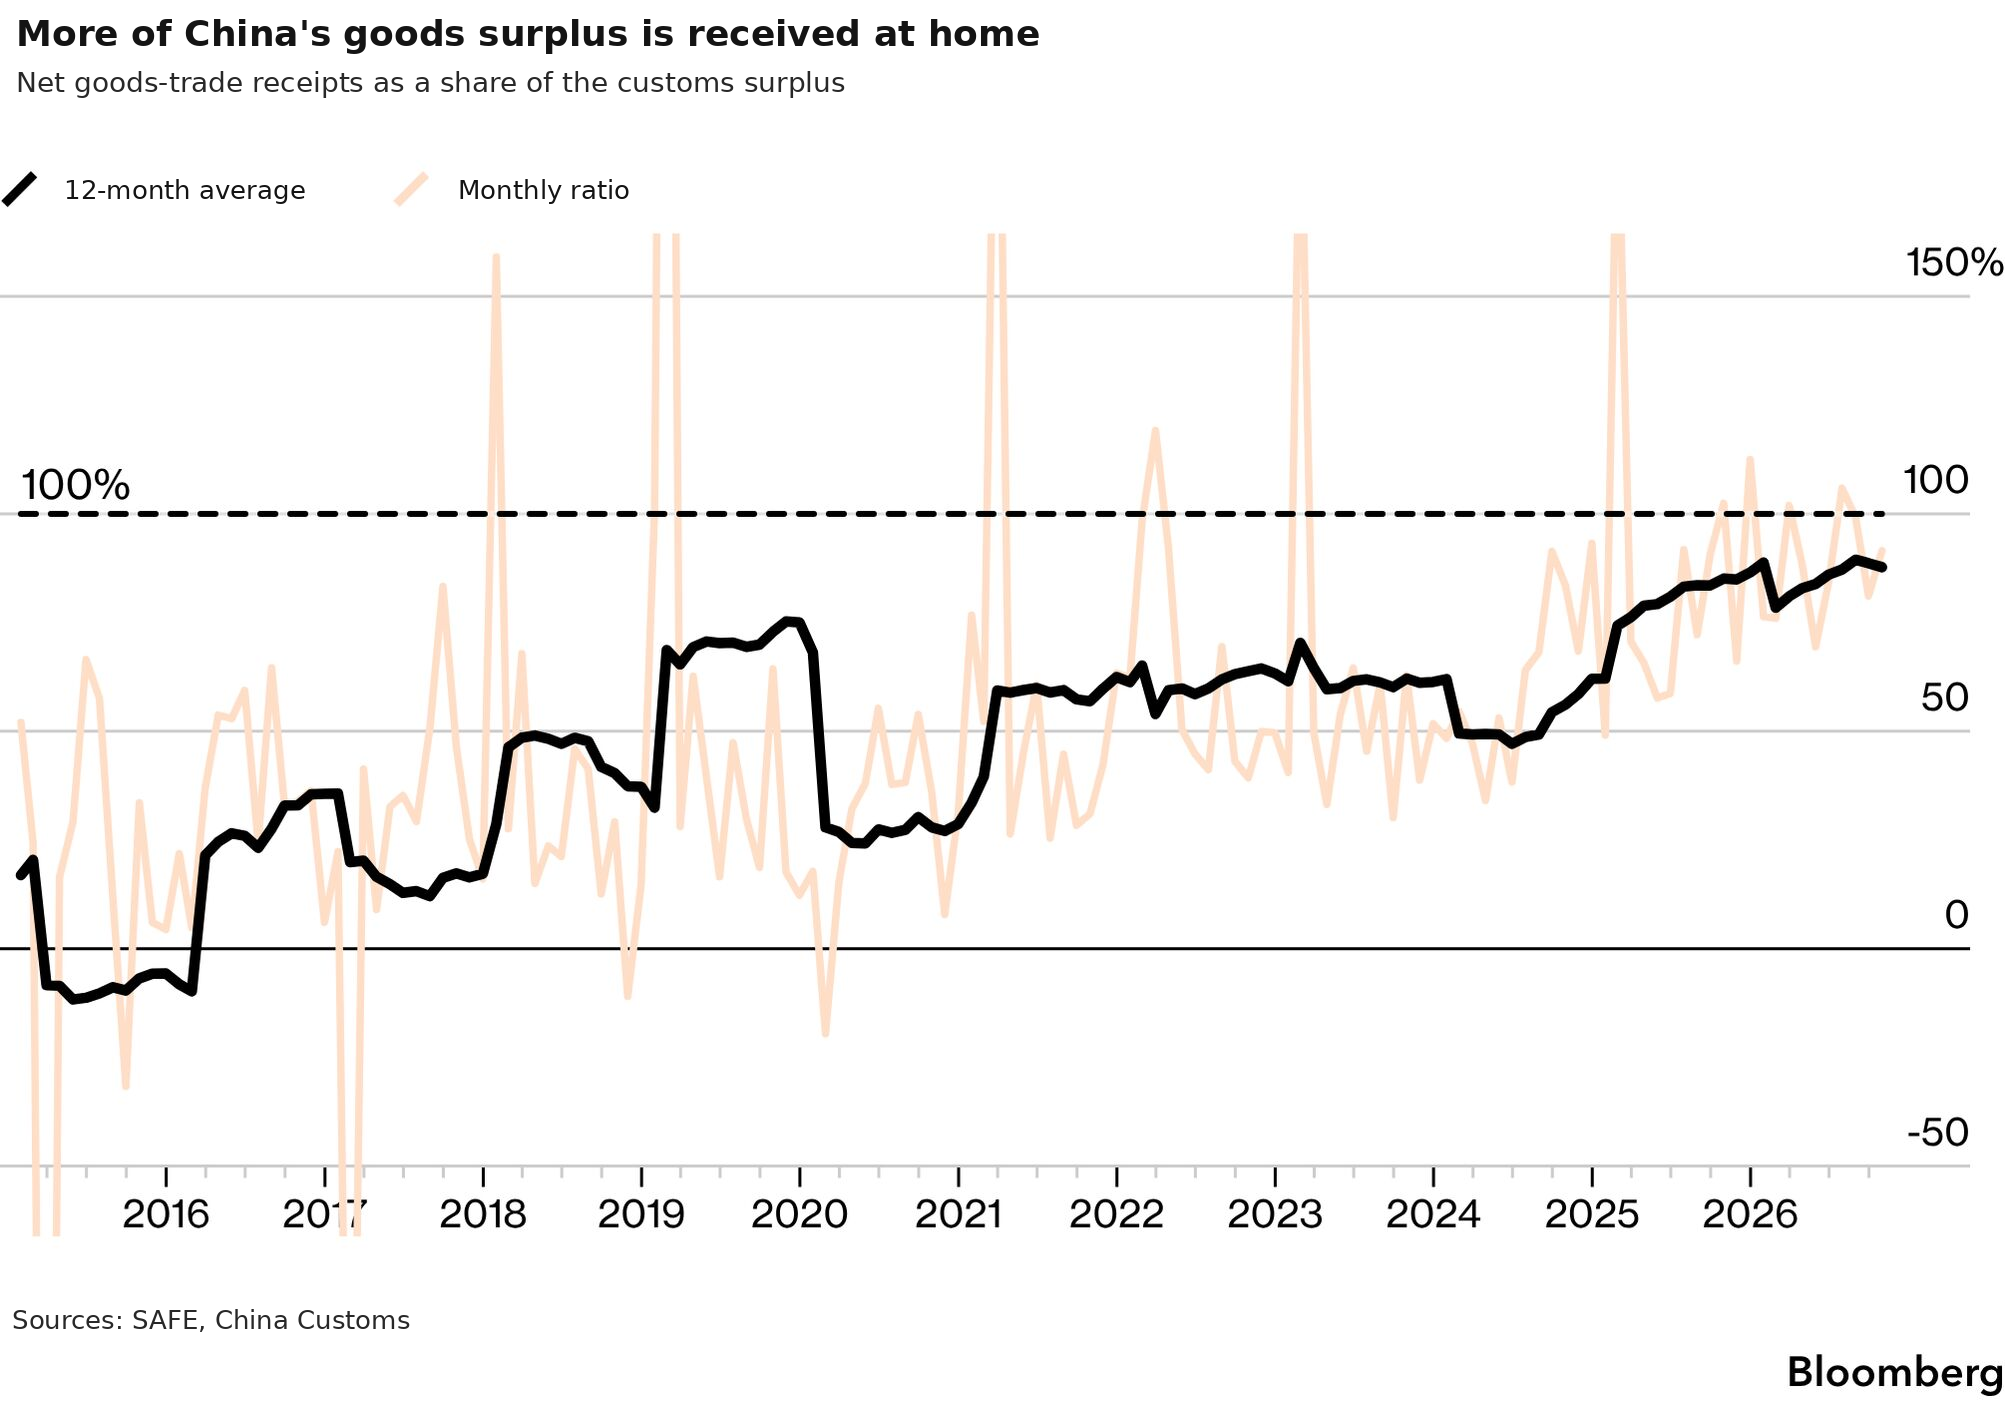 More of China's goods surplus is received at home
Net goods-trade receipts as a share of the customs surplus
12-month average
Monthly ratio
150%
100%
100
50
0
-50
2016
2017
2018
2019
2020
2021
2022
2023
2024
2025
2026
Sources: SAFE, China Customs
Bloomberg